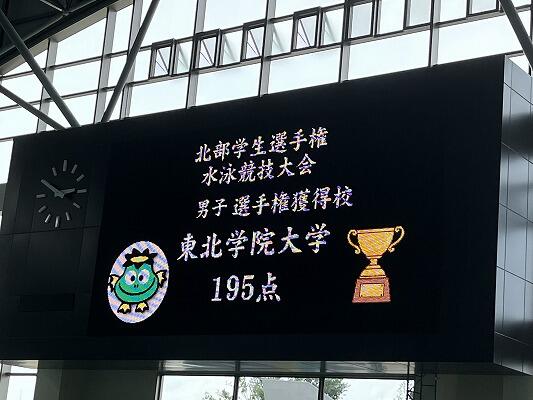 北部学生選手権
水泳競技大会
男子 選手権獲得校
東北学院大学
195点